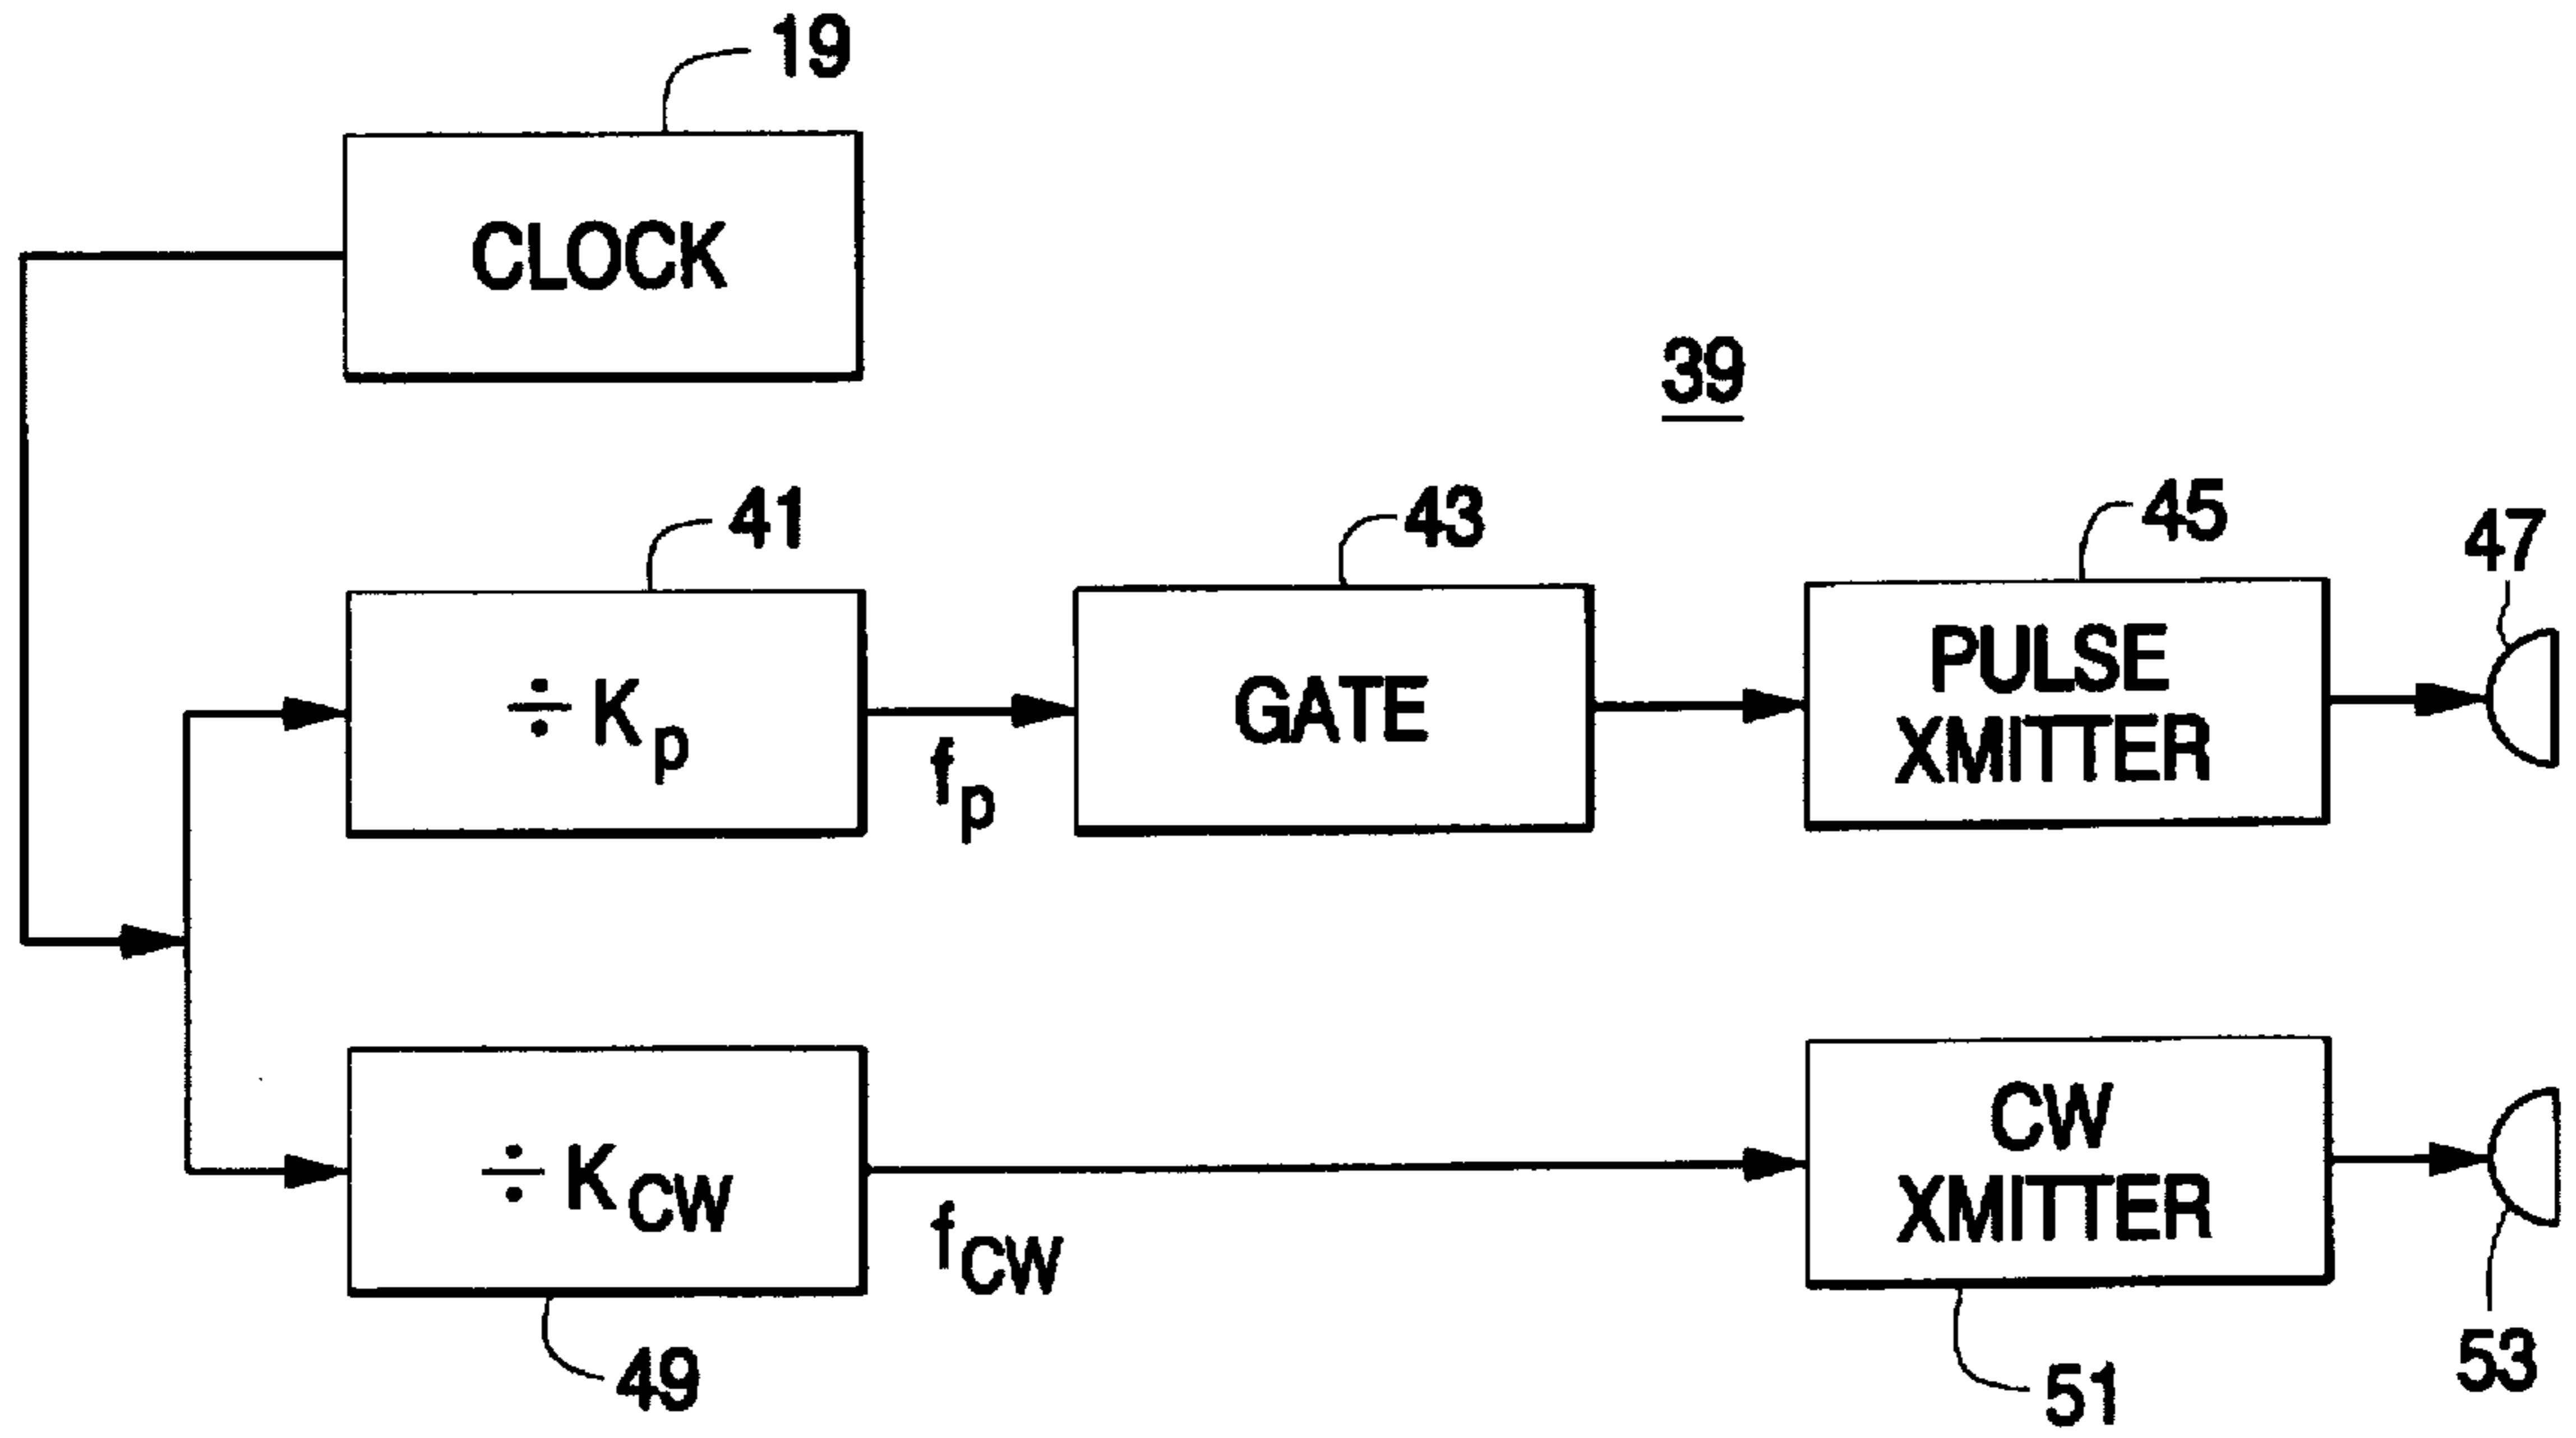 19
CLOCK
39
41
43
45
47
÷ Kp
fp
GATE
PULSE
XMITTER
÷ KCW
fCW
CW
XMITTER
49
51
53